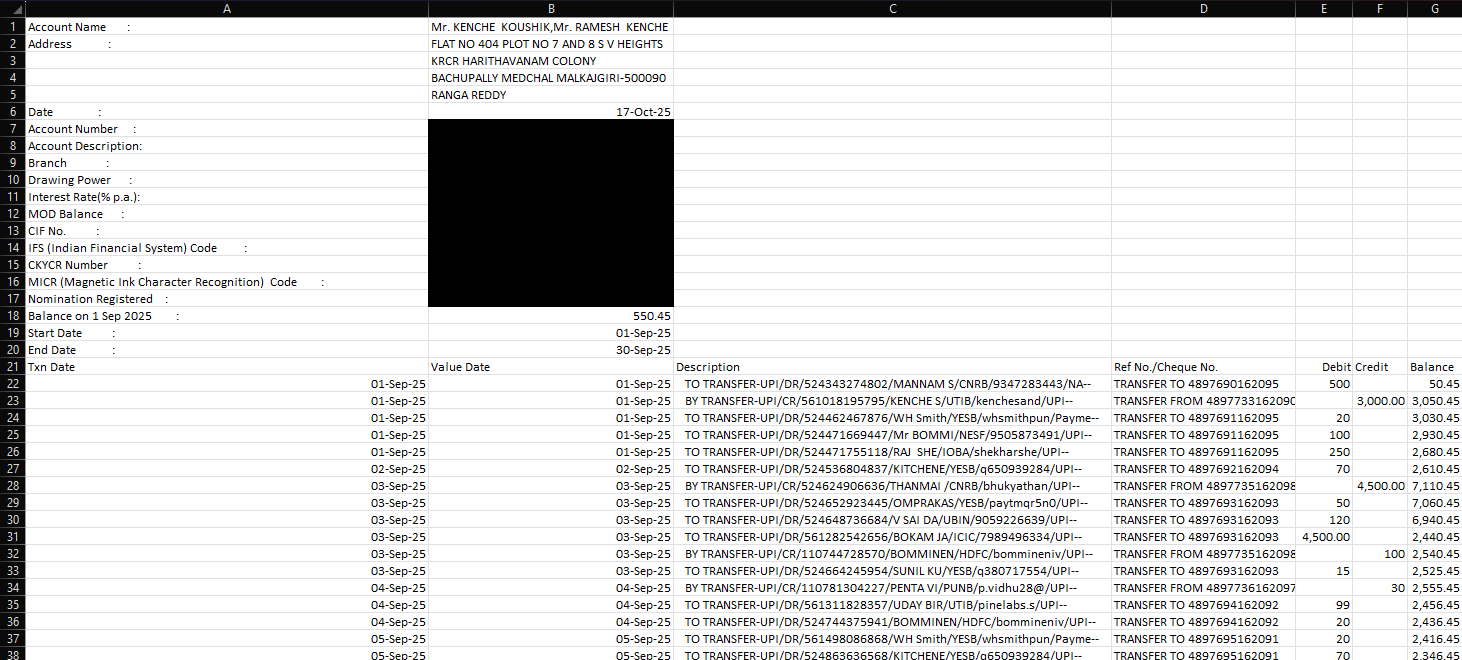 A B C D E F G
1 Account Name : Mr. KENCHE KOUSHIK,Mr. RAMESH KENCHE
2 Address : FLAT NO 404 PLOT NO 7 AND 8 S V HEIGHTS
3 KRCR HARITHAVANAM COLONY
4 BACHUPALLY MEDCHAL MALKAJGIRI-500090
5 RANGA REDDY
6 Date : 17-Oct-25
7 Account Number :
8 Account Description:
9 Branch :
10 Drawing Power :
11 Interest Rate(% p.a.):
12 MOD Balance :
13 CIF No. :
14 IFS (Indian Financial System) Code :
15 CKYCR Number :
16 MICR (Magnetic Ink Character Recognition) Code :
17 Nomination Registered :
18 Balance on 1 Sep 2025 : 550.45
19 Start Date : 01-Sep-25
20 End Date : 30-Sep-25
21 Txn Date Value Date Description Ref No./Cheque No. Debit Credit Balance
22 01-Sep-25 01-Sep-25 TO TRANSFER-UPI/DR/524343274802/MANNAM S/CNRB/9347283443/NA-- TRANSFER TO 4897690162095 500 50.45
23 01-Sep-25 01-Sep-25 BY TRANSFER-UPI/CR/561018195795/KENCHE S/UTIB/kenchesand/UPI-- TRANSFER FROM 4897733162090 3,000.00 3,050.45
24 01-Sep-25 01-Sep-25 TO TRANSFER-UPI/DR/524462467876/WH Smith/YESB/whsmithpun/Payme-- TRANSFER TO 4897691162095 20 3,030.45
25 01-Sep-25 01-Sep-25 TO TRANSFER-UPI/DR/524471669447/Mr BOMMI/NESF/9505873491/UPI-- TRANSFER TO 4897691162095 100 2,930.45
26 01-Sep-25 01-Sep-25 TO TRANSFER-UPI/DR/524471755118/RAJ SHE/IOBA/shekharshe/UPI-- TRANSFER TO 4897691162095 250 2,680.45
27 02-Sep-25 02-Sep-25 TO TRANSFER-UPI/DR/524536804837/KITCHENE/YESB/q650939284/UPI-- TRANSFER TO 4897692162094 70 2,610.45
28 03-Sep-25 03-Sep-25 BY TRANSFER-UPI/CR/524624906636/THANMAI /CNRB/bhukyathan/UPI-- TRANSFER FROM 4897735162098 4,500.00 7,110.45
29 03-Sep-25 03-Sep-25 TO TRANSFER-UPI/DR/524652923445/OMPRAKAS/YESB/paytmqr5n0/UPI-- TRANSFER TO 4897693162093 50 7,060.45
30 03-Sep-25 03-Sep-25 TO TRANSFER-UPI/DR/524648736684/V SAI DA/UBIN/9059226639/UPI-- TRANSFER TO 4897693162093 120 6,940.45
31 03-Sep-25 03-Sep-25 TO TRANSFER-UPI/DR/561282542656/BOKAM JA/ICIC/7989496334/UPI-- TRANSFER TO 4897693162093 4,500.00 2,440.45
32 03-Sep-25 03-Sep-25 BY TRANSFER-UPI/CR/110744728570/BOMMINEN/HDFC/bommineniv/UPI-- TRANSFER FROM 4897735162098 100 2,540.45
33 03-Sep-25 03-Sep-25 TO TRANSFER-UPI/DR/524664245954/SUNIL KU/YESB/q380717554/UPI-- TRANSFER TO 4897693162093 15 2,525.45
34 04-Sep-25 04-Sep-25 BY TRANSFER-UPI/CR/110781304227/PENTA VI/PUNB/p.vidhu28@/UPI-- TRANSFER FROM 4897736162097 30 2,555.45
35 04-Sep-25 04-Sep-25 TO TRANSFER-UPI/DR/561311828357/UDAY BIR/UTIB/pinelabs.s/UPI-- TRANSFER TO 4897694162092 99 2,456.45
36 04-Sep-25 04-Sep-25 TO TRANSFER-UPI/DR/524744375941/BOMMINEN/HDFC/bommineniv/UPI-- TRANSFER TO 4897694162092 20 2,436.45
37 05-Sep-25 05-Sep-25 TO TRANSFER-UPI/DR/561498086868/WH Smith/YESB/whsmithpun/Payme-- TRANSFER TO 4897695162091 20 2,416.45
38 05-Sep-25 05-Sep-25 TO TRANSFER-UPI/DR/524863636568/KITCHENE/YESB/q650939284/UPI-- TRANSFER TO 4897695162091 70 2,346.45